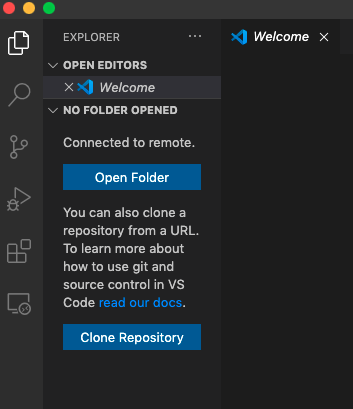 EXPLORER
···
Welcome
OPEN EDITORS
Welcome
NO FOLDER OPENED
Connected to remote.
Open Folder
You can also clone a
repository from a URL.
To learn more about
how to use git and
source control in VS
Code read our docs.
Clone Repository